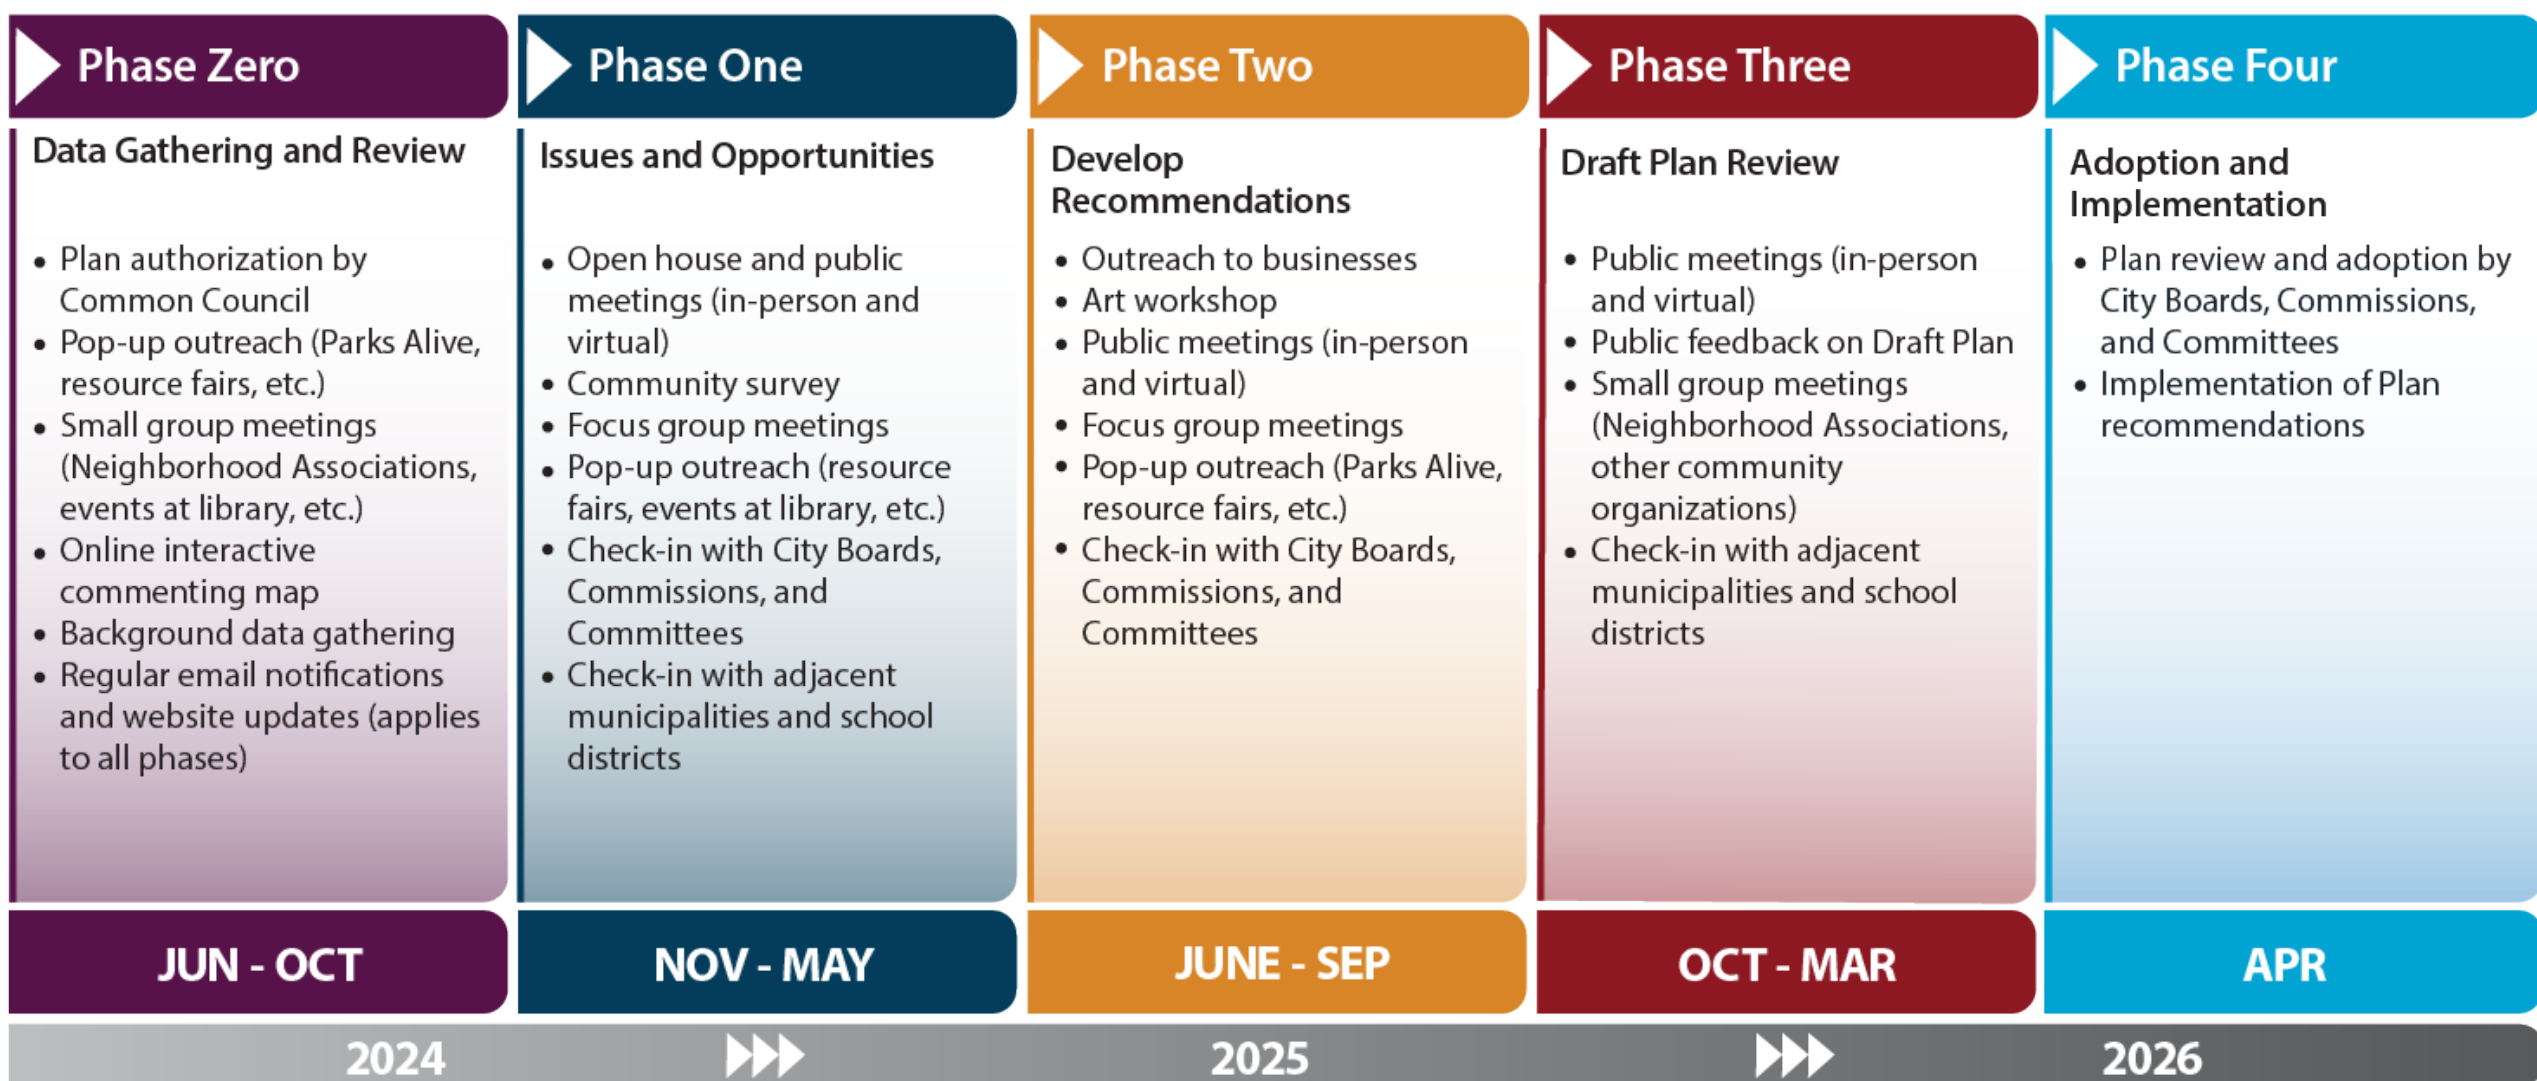 Phase Zero
Data Gathering and Review
• Plan authorization by
Common Council
• Pop-up outreach (Parks Alive,
resource fairs, etc.)
• Small group meetings
(Neighborhood Associations,
events at library, etc.)
• Online interactive
commenting map
• Background data gathering
• Regular email notifications
and website updates (applies
to all phases)
JUN - OCT
Phase One
Issues and Opportunities
• Open house and public
meetings (in-person and
virtual)
• Community survey
• Focus group meetings
• Pop-up outreach (resource
fairs, events at library, etc.)
• Check-in with City Boards,
Commissions, and
Committees
• Check-in with adjacent
municipalities and school
districts
NOV - MAY
Phase Two
Develop
Recommendations
• Outreach to businesses
• Art workshop
• Public meetings (in-person
and virtual)
• Focus group meetings
• Pop-up outreach (Parks Alive,
resource fairs, etc.)
• Check-in with City Boards,
Commissions, and
Committees
JUNE - SEP
Phase Three
Draft Plan Review
• Public meetings (in-person
and virtual)
• Public feedback on Draft Plan
• Small group meetings
(Neighborhood Associations,
other community
organizations)
• Check-in with adjacent
municipalities and school
districts
OCT - MAR
Phase Four
Adoption and
Implementation
• Plan review and adoption by
City Boards, Commissions,
and Committees
• Implementation of Plan
recommendations
APR
2024
2025
2026